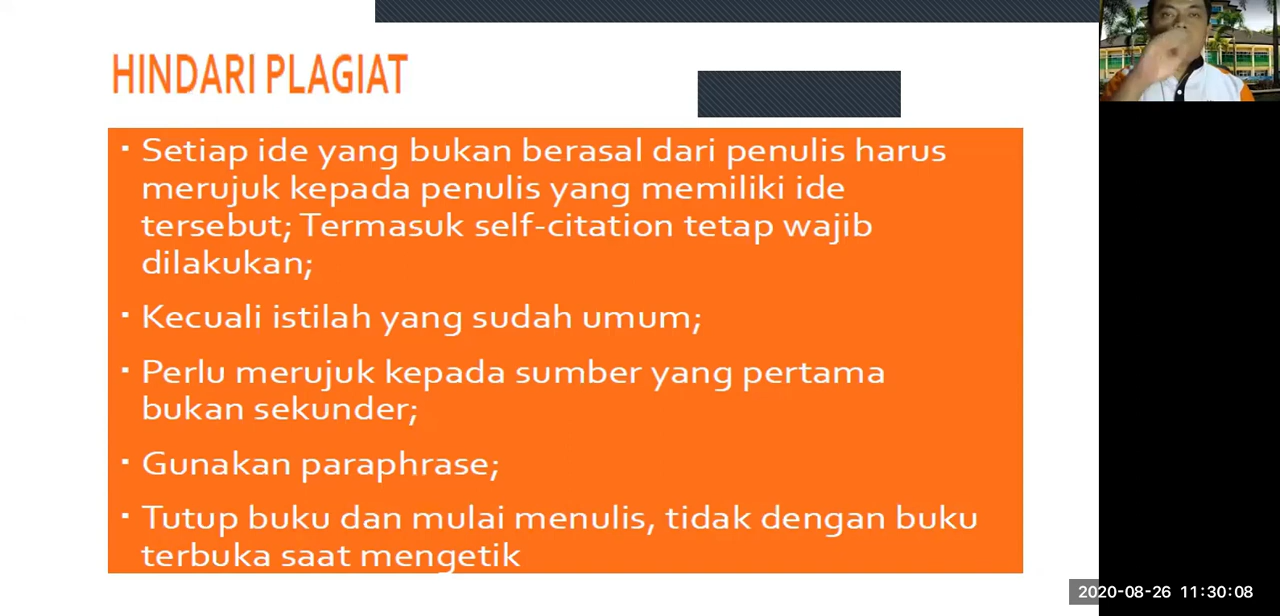 HINDARI PLAGIAT
▪ Setiap ide yang bukan berasal dari penulis harus
merujuk kepada penulis yang memiliki ide
tersebut; Termasuk self-citation tetap wajib
dilakukan;
▪ Kecuali istilah yang sudah umum;
▪ Perlu merujuk kepada sumber yang pertama
bukan sekunder;
▪ Gunakan paraphrase;
▪ Tutup buku dan mulai menulis, tidak dengan buku
terbuka saat mengetik
2020-08-26 11:30:08